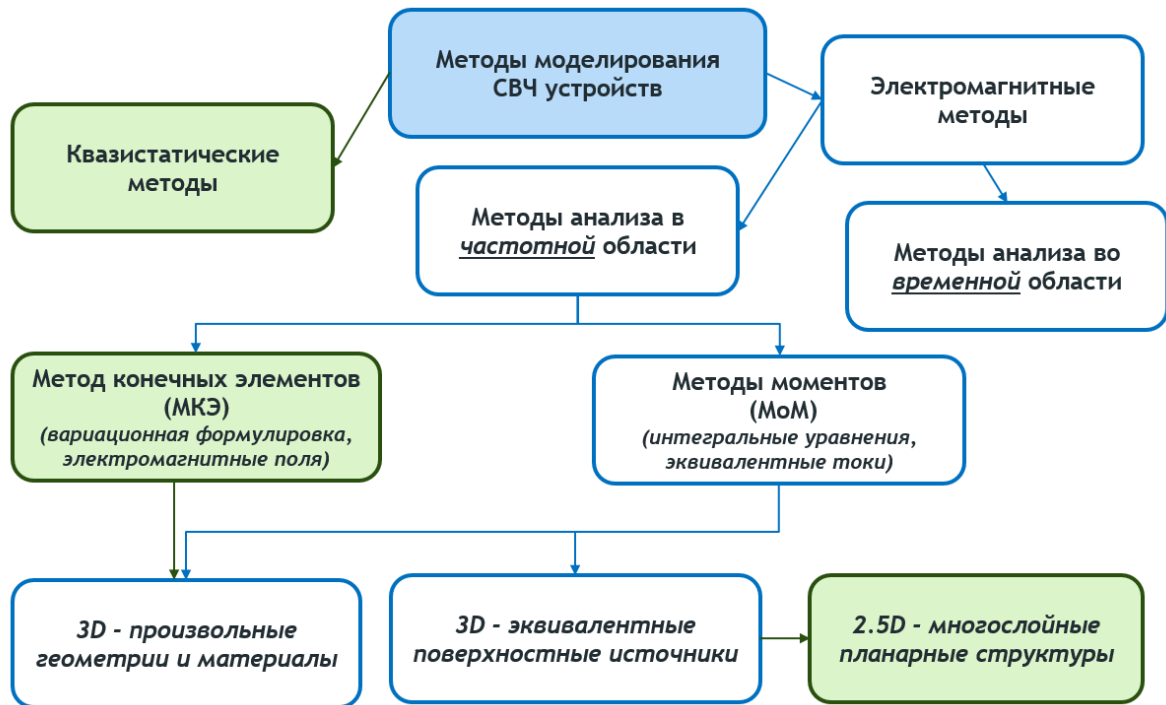 Методы моделирования
СВЧ устройств
Электромагнитные
методы
Квазистатические
методы
Методы анализа в
частотной области
Методы анализа во
временной области
Метод конечных элементов
(МКЭ)
(вариационная формулировка,
электромагнитные поля)
Методы моментов
(МоМ)
(интегральные уравнения,
эквивалентные токи)
3D - произвольные
геометрии и материалы
3D - эквивалентные
поверхностные источники
2.5D - многослойные
планарные структуры